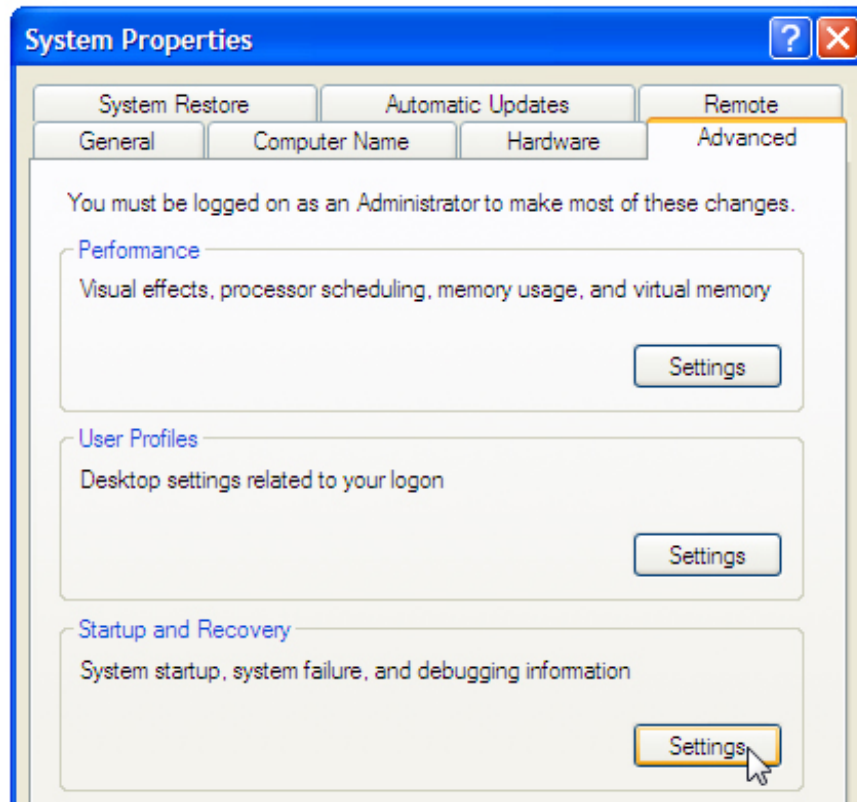 System Properties
System Restore Automatic Updates Remote
General Computer Name Hardware Advanced
You must be logged on as an Administrator to make most of these changes.
Performance
Visual effects, processor scheduling, memory usage, and virtual memory
Settings
User Profiles
Desktop settings related to your logon
Settings
Startup and Recovery
System startup, system failure, and debugging information
Settings